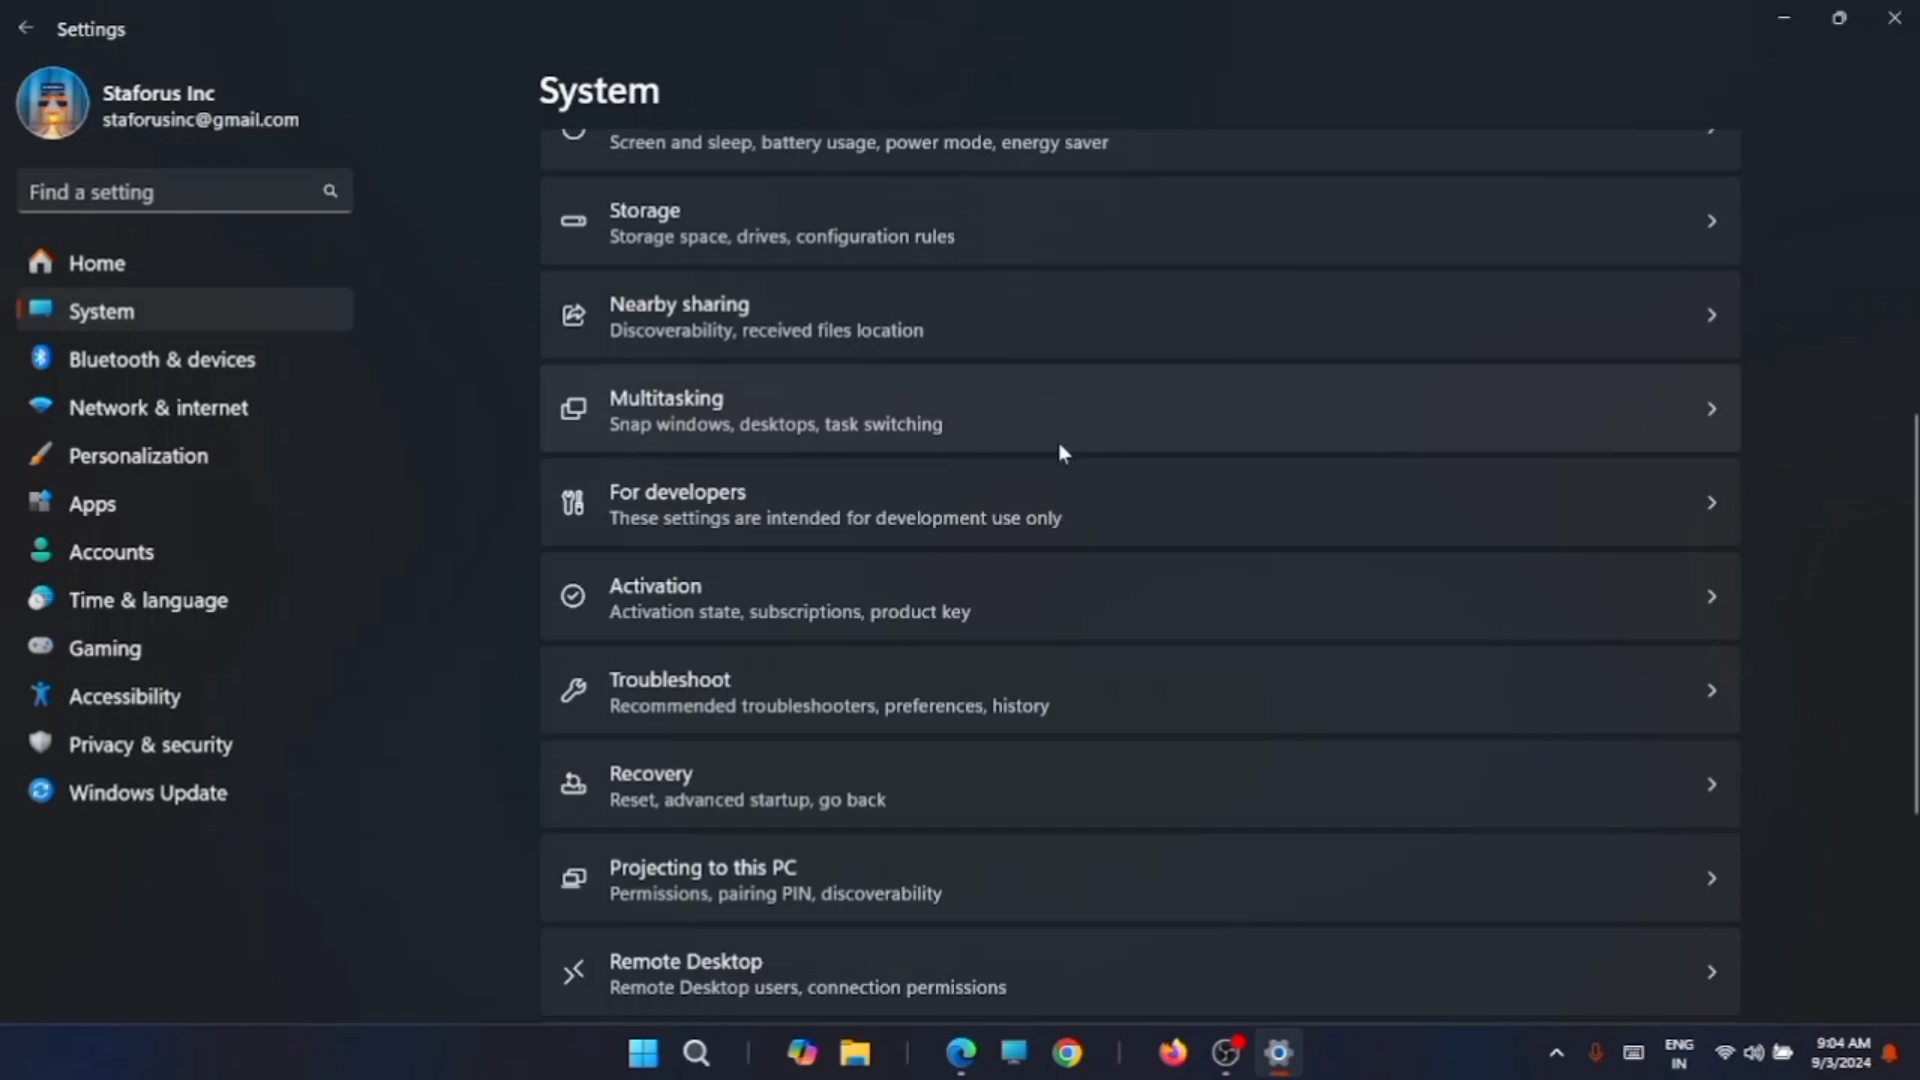 Settings
Staforus Inc
staforusinc@gmail.com
Find a setting
Home
System
Bluetooth & devices
Network & internet
Personalization
Apps
Accounts
Time & language
Gaming
Accessibility
Privacy & security
Windows Update
System
Screen and sleep, battery usage, power mode, energy saver
Storage
Storage space, drives, configuration rules
Nearby sharing
Discoverability, received files location
Multitasking
Snap windows, desktops, task switching
For developers
These settings are intended for development use only
Activation
Activation state, subscriptions, product key
Troubleshoot
Recommended troubleshooters, preferences, history
Recovery
Reset, advanced startup, go back
Projecting to this PC
Permissions, pairing PIN, discoverability
Remote Desktop
Remote Desktop users, connection permissions
ENG
IN
9:04 AM
9/3/2024